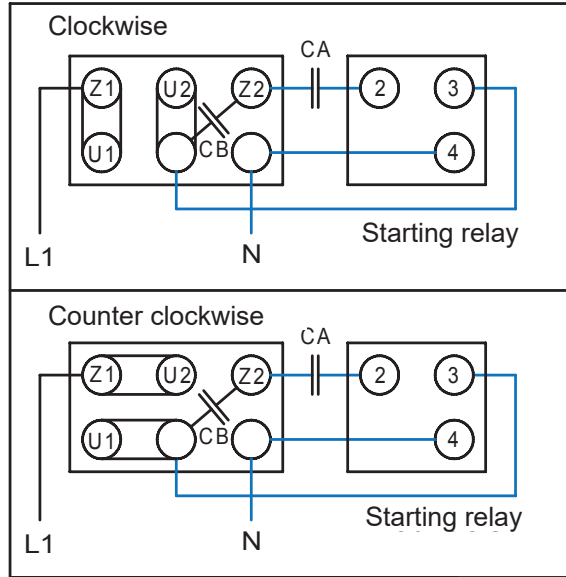 Clockwise
CA
Z1 U2 Z2 2 3
U1 CB 4
Starting relay
L1 N
Counter clockwise
CA
Z1 U2 Z2 2 3
U1 CB 4
Starting relay
L1 N